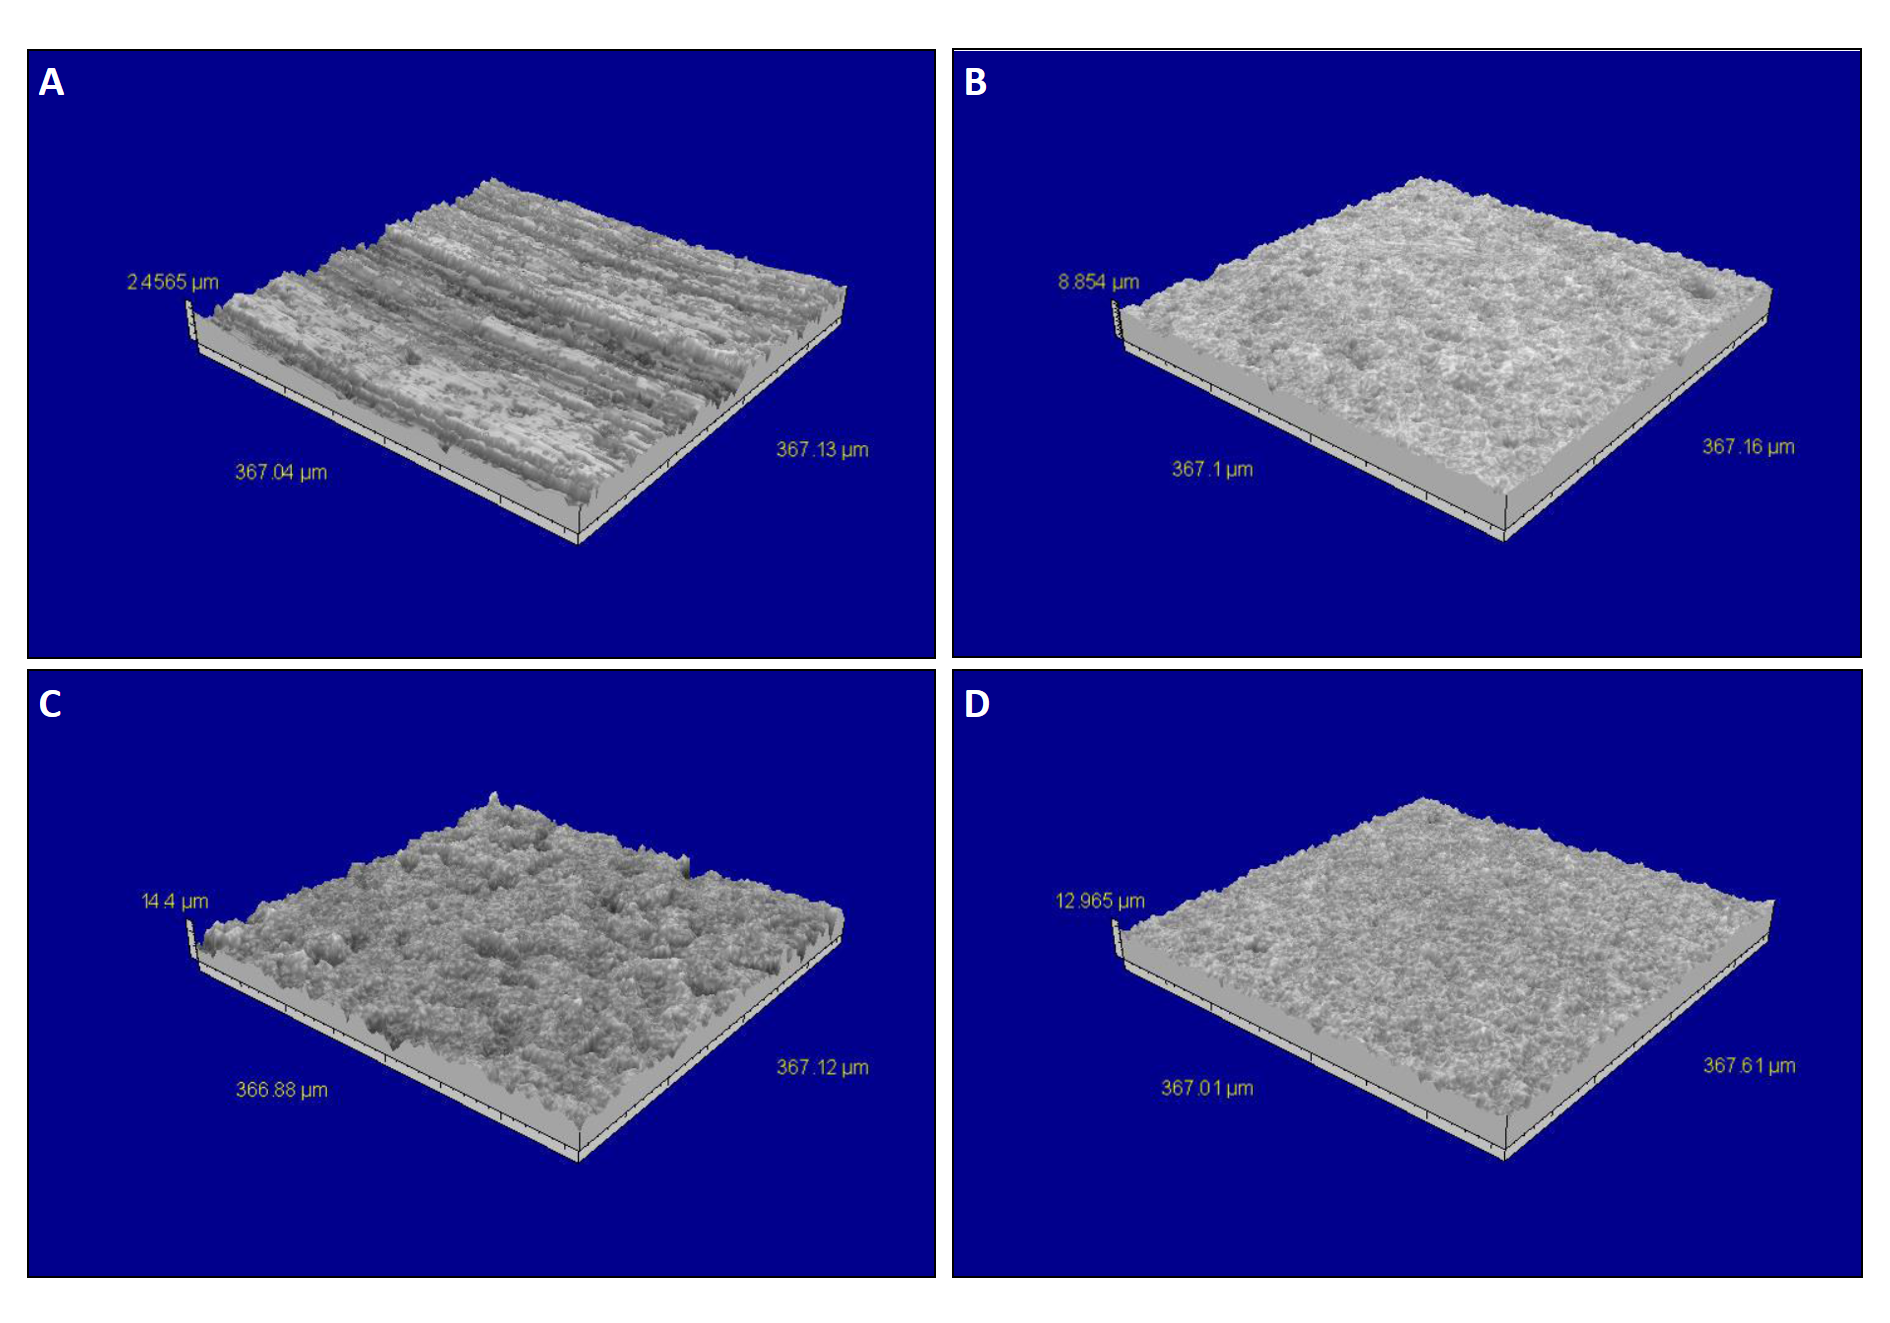 A
2.4565 µm
367.04 µm
367.13 µm
B
8.854 µm
367.1 µm
367.16 µm
C
14.4 µm
366.88 µm
367.12 µm
D
12.965 µm
367.01 µm
367.61 µm